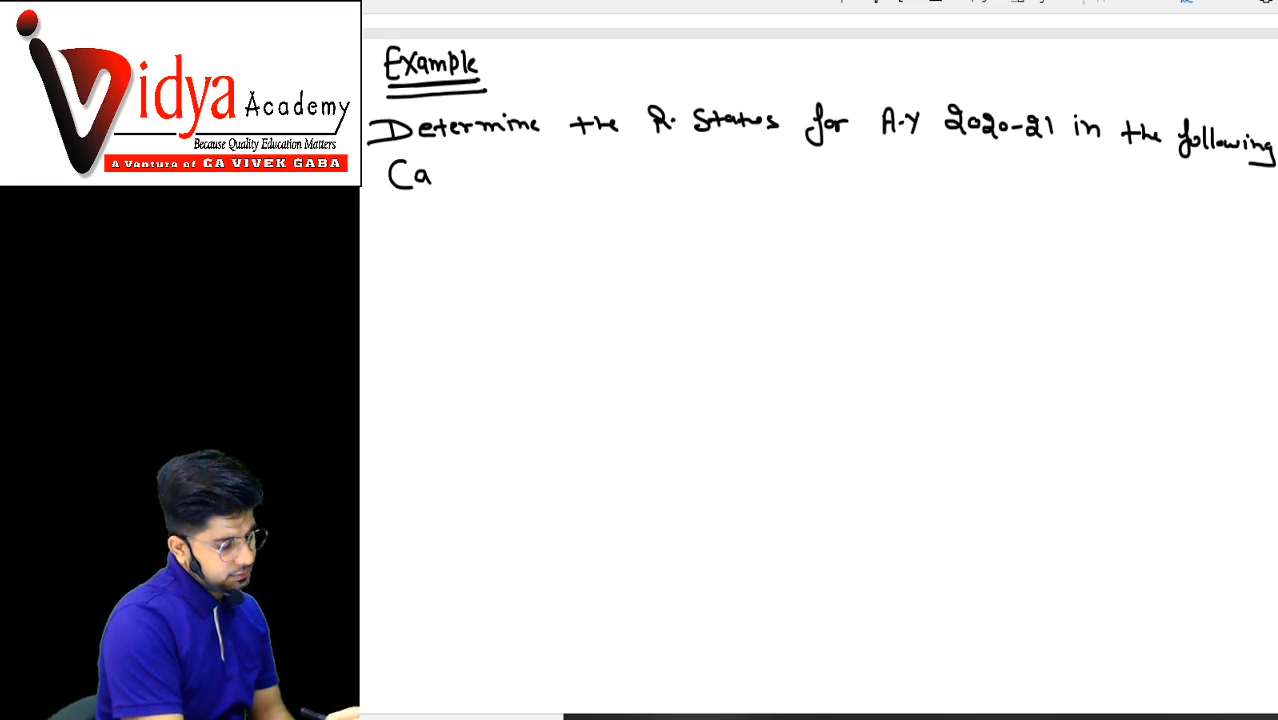 Vidya Academy
Because Quality Education Matters
A Ventura of CA VIVEK GABA
Example
Determine the R. Status for A.Y 2020-21 in the following
Ca